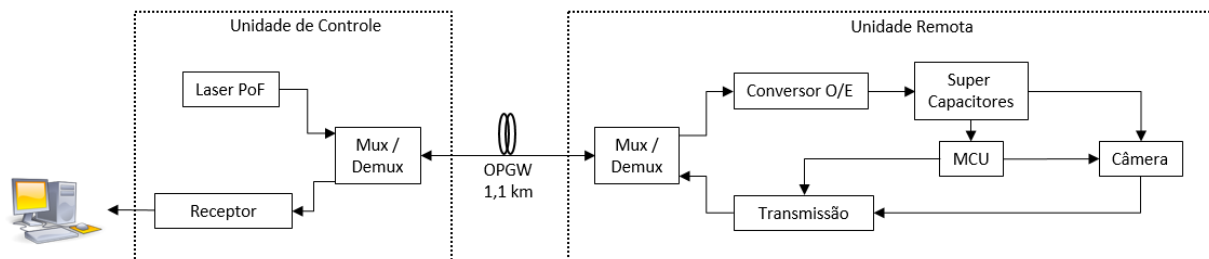 Unidade de Controle
Laser PoF
Mux /
Demux
Receptor
OPGW
1,1 km
Unidade Remota
Mux /
Demux
Conversor O/E
Super
Capacitores
MCU
Câmera
Transmissão